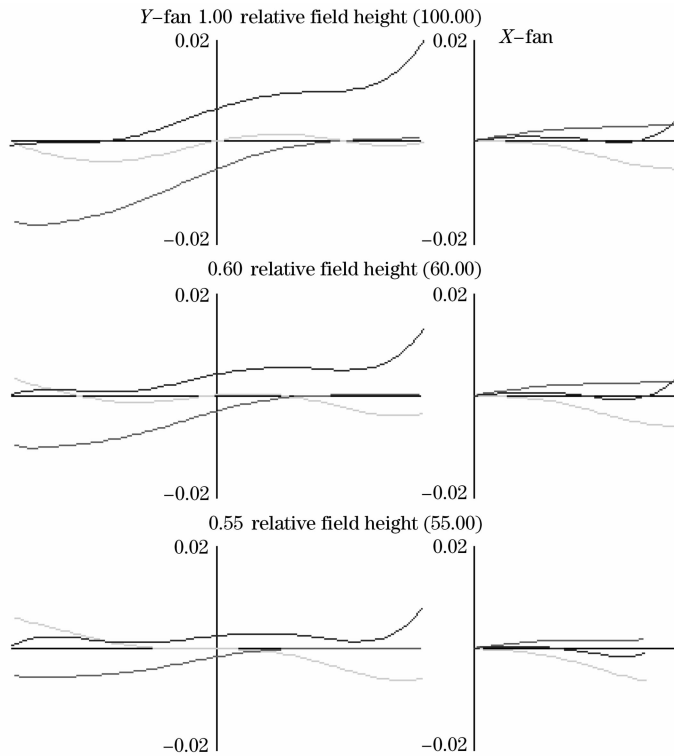 Y–fan 1.00 relative field height (100.00)
0.02 0.02 X–fan
−0.02 −0.02
0.60 relative field height (60.00)
0.02 0.02
−0.02 −0.02
0.55 relative field height (55.00)
0.02 0.02
−0.02 −0.02